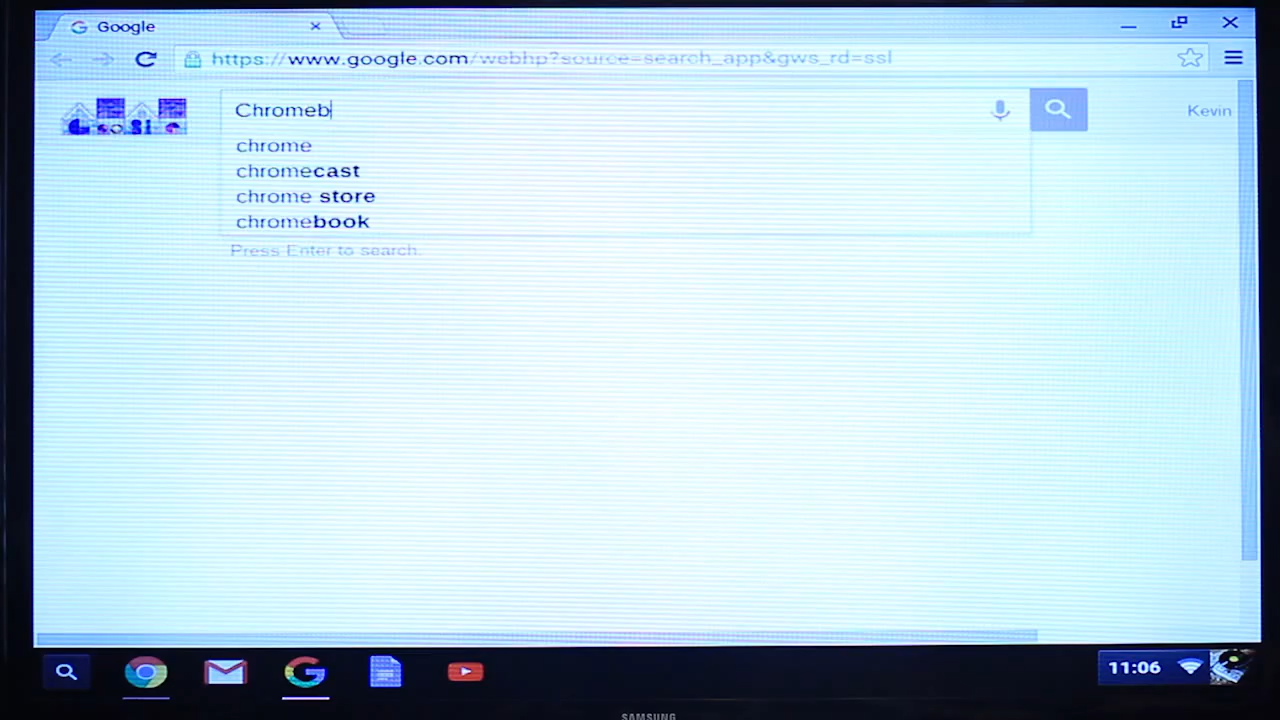 Google
https://www.google.com/webhp?source=search_app&gws_rd=ssl
Chromeb
Kevin
chrome
chromecast
chrome store
chromebook
Press Enter to search.
11:06
SAMSUNG